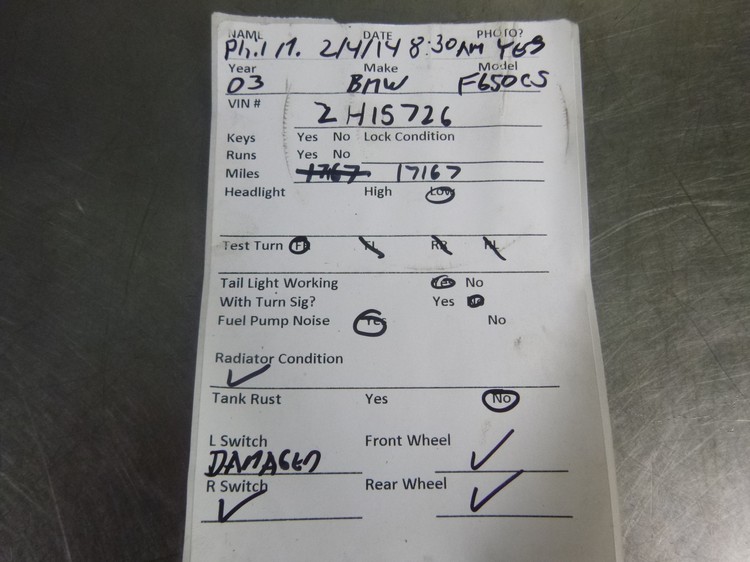 NAME DATE PHOTO?
Phil M. 2/4/14 8:30AM YES
Year Make Model
03 BMW F650CS
VIN #
ZH15726
Keys Yes No Lock Condition
Runs Yes No
Miles 17167 17167
Headlight High Low
Test Turn FR FL RR RL
Tail Light Working Yes No
With Turn Sig? Yes No
Fuel Pump Noise Yes No
Radiator Condition
Tank Rust Yes No
L Switch Front Wheel
DAMAGED
R Switch Rear Wheel